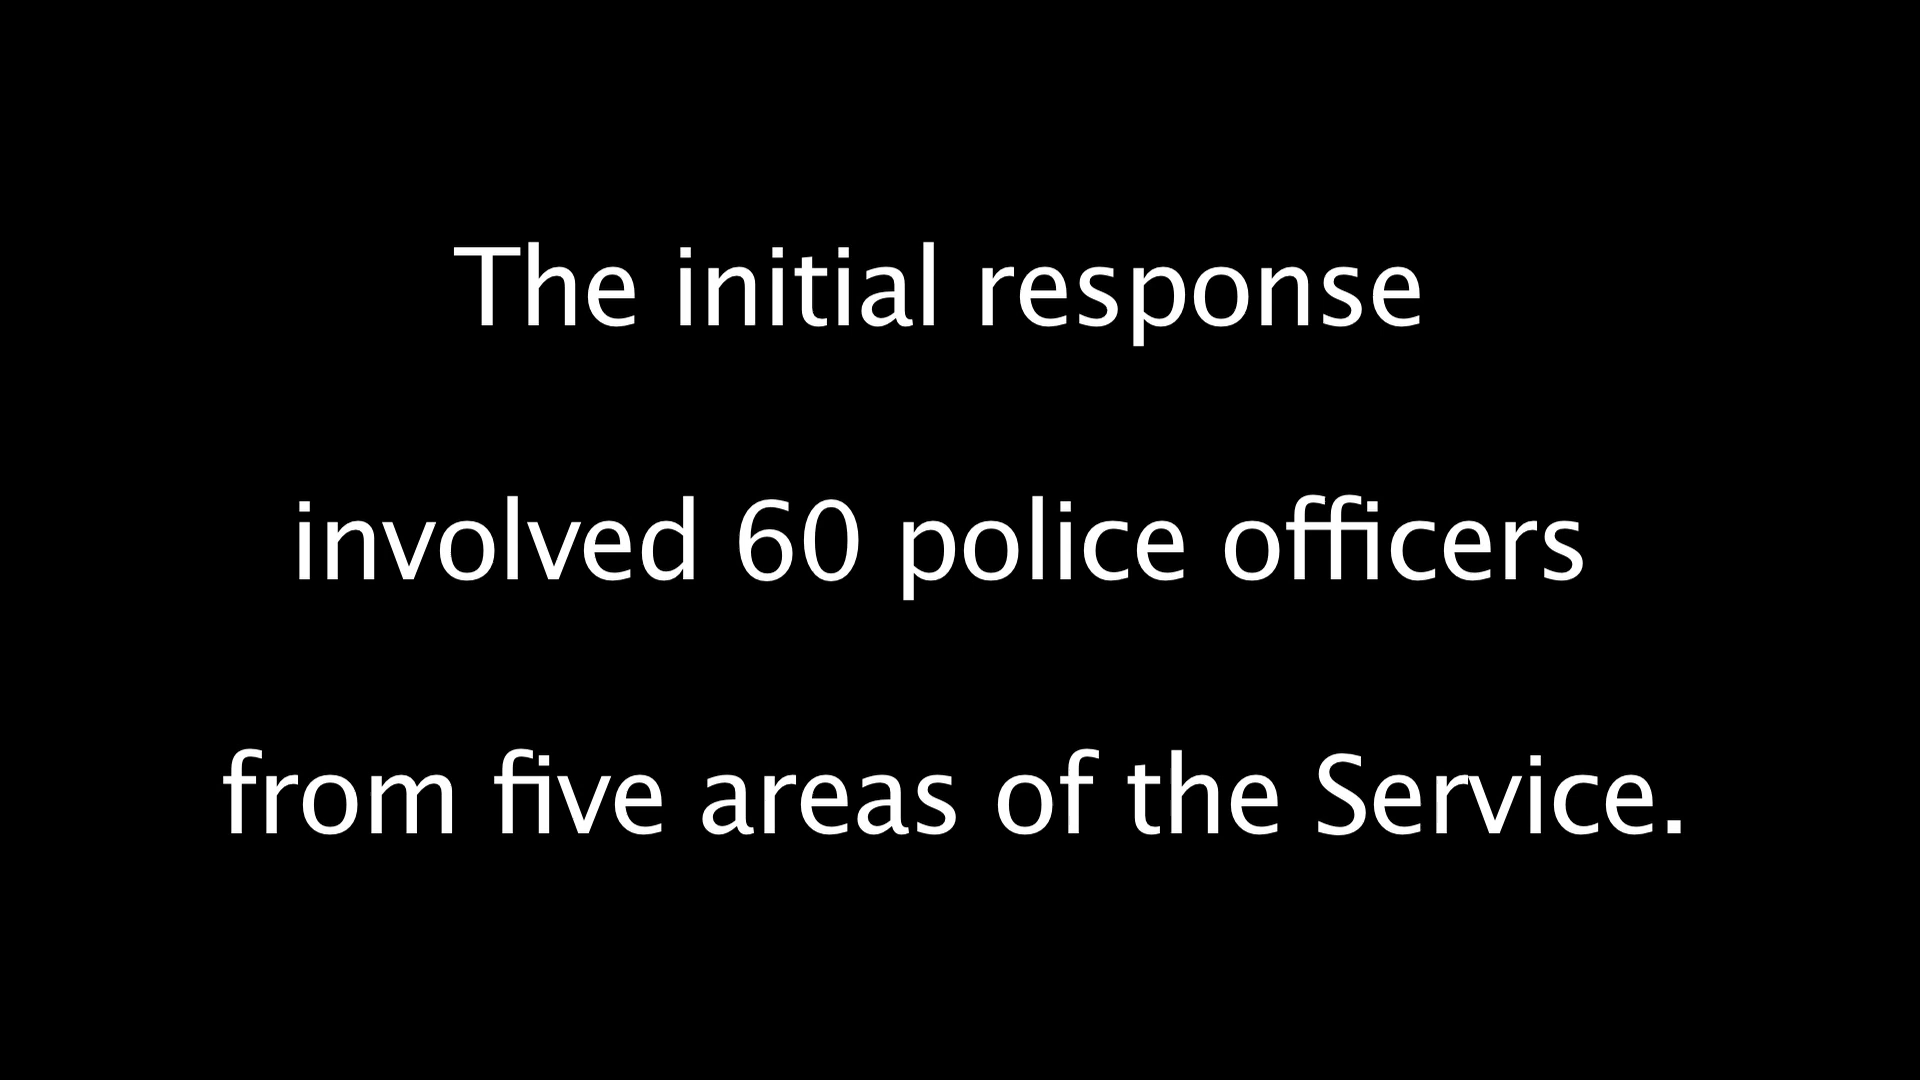 The initial response
involved 60 police officers
from five areas of the Service.